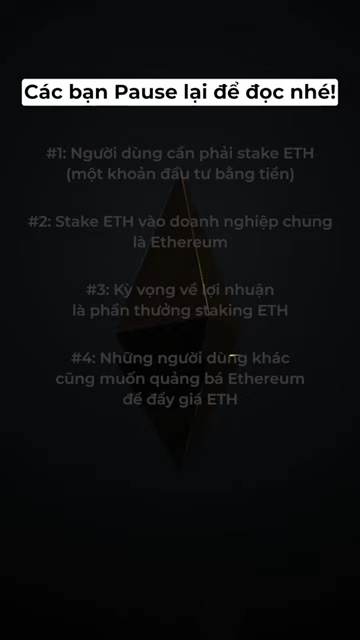 Các bạn Pause lại để đọc nhé!
#1: Người dùng cần phải stake ETH
(một khoản đầu tư bằng tiền)
#2: Stake ETH vào doanh nghiệp chung
là Ethereum
#3: Kỳ vọng về lợi nhuận
là phần thưởng staking ETH
#4: Những người dùng khác
cũng muốn quảng bá Ethereum
để đẩy giá ETH